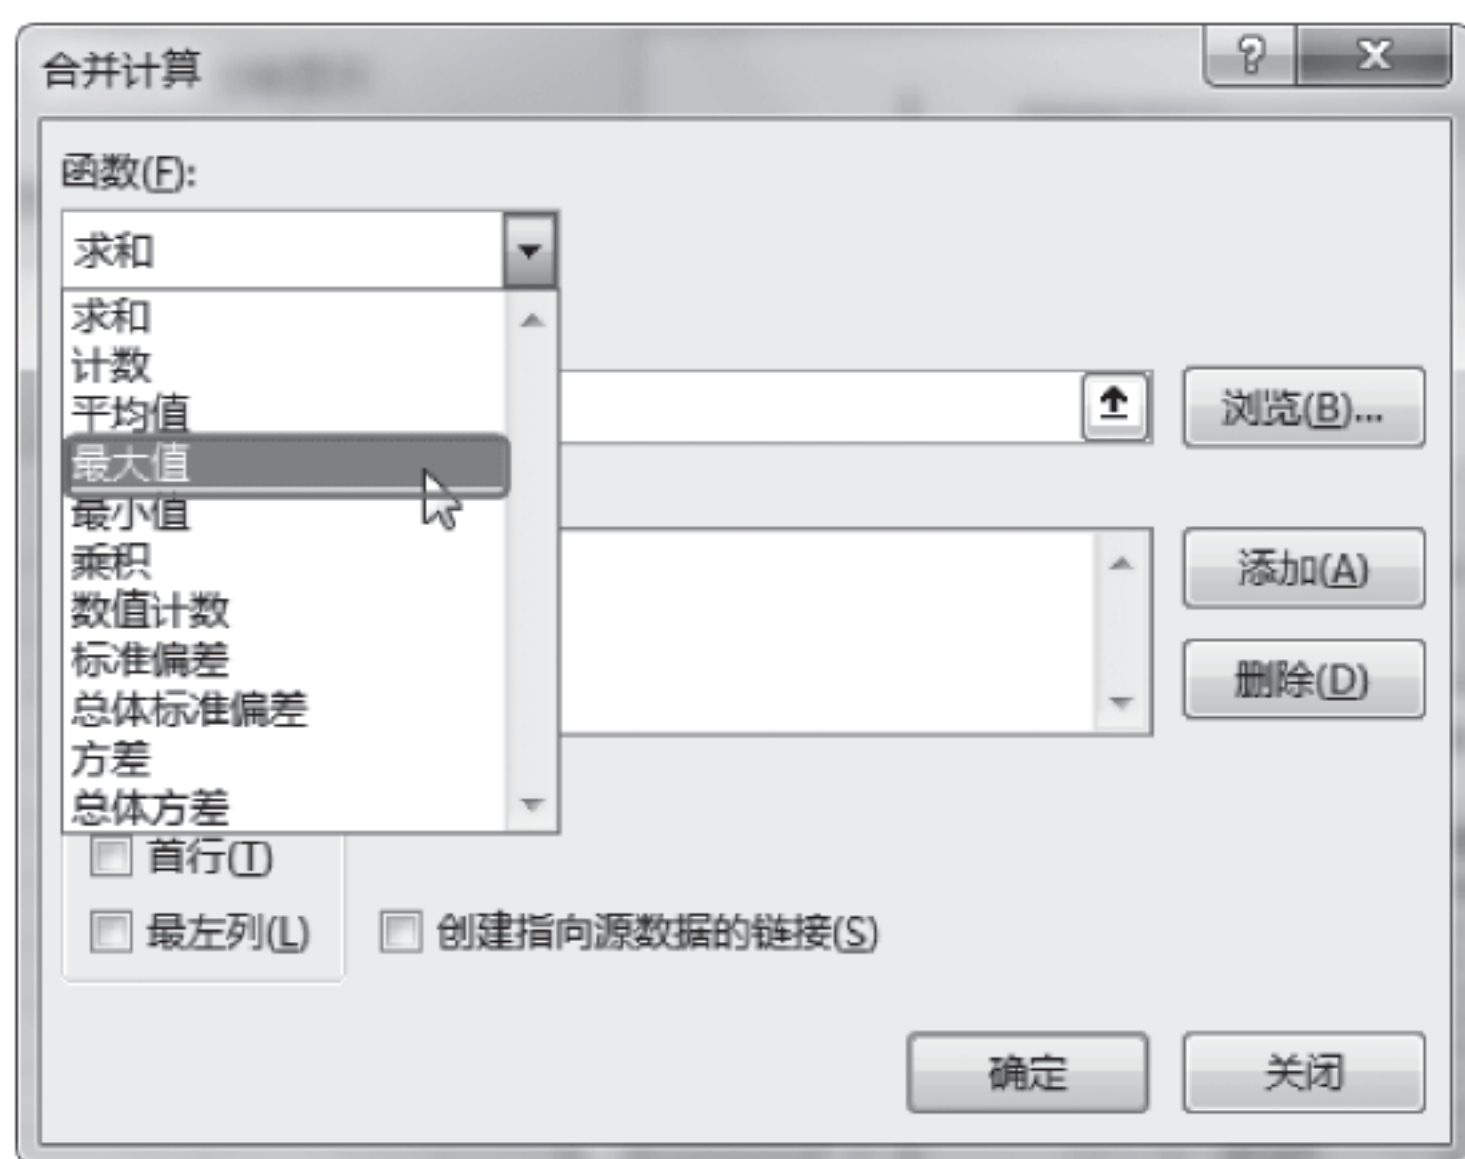 合并计算
函数(F):
求和
求和
计数
平均值
最大值
最小值
乘积
数值计数
标准偏差
总体标准偏差
方差
总体方差
浏览(B)...
添加(A)
删除(D)
首行(T)
最左列(L)
创建指向源数据的链接(S)
确定
关闭